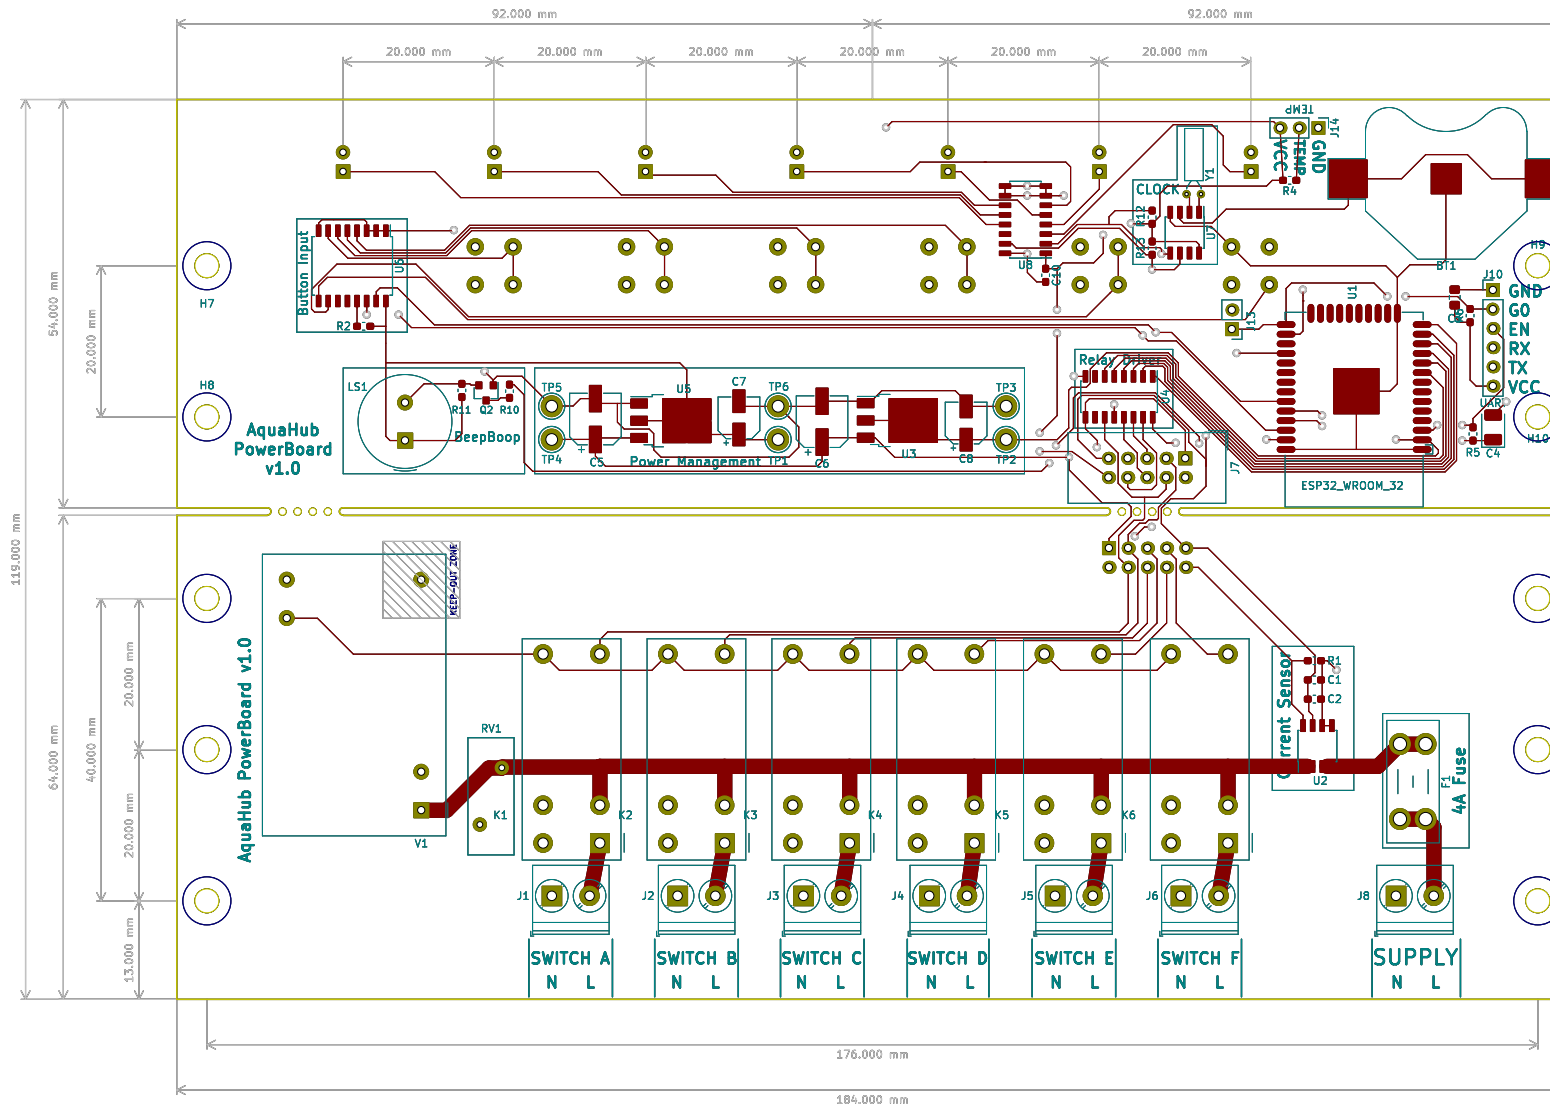 92.000 mm
92.000 mm
20.000 mm
20.000 mm
20.000 mm
20.000 mm
20.000 mm
20.000 mm
TEMP
J14
VCC
TEMP
GND
R4
Y1
CLOCK
R12
R13
U7
U8
C10
BT1
H9
Button Input
U6
R2
H7
H8
54.000 mm
20.000 mm
119.000 mm
J13
U1
J10
GND
G0
EN
RX
TX
VCC
UART
R5
C4
H10
ESP32_WROOM_32
Relay Driver
U4
J7
LS1
R11
Q2
R10
BeepBoop
TP5
TP4
C5
U5
C7
TP6
TP1
C6
U3
C8
TP3
TP2
Power Management
AquaHub
PowerBoard
v1.0
KEEP-OUT ZONE
AquaHub PowerBoard v1.0
V1
RV1
K1
K2
K3
K4
K5
K6
R1
C1
C2
Current Sensor
U2
F1
4A Fuse
64.000 mm
40.000 mm
20.000 mm
20.000 mm
13.000 mm
J1
J2
J3
J4
J5
J6
J8
SWITCH A
N L
SWITCH B
N L
SWITCH C
N L
SWITCH D
N L
SWITCH E
N L
SWITCH F
N L
SUPPLY
N L
176.000 mm
184.000 mm